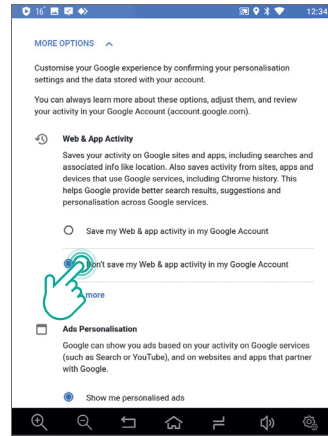 16° 12:34
MORE OPTIONS
Customise your Google experience by confirming your personalisation
settings and the data stored with your account.
You can always learn more about these options, adjust them, and review
your activity in your Google Account (account.google.com).
Web & App Activity
Saves your activity on Google sites and apps, including searches and
associated info like location. Also saves activity from sites, apps and
devices that use Google services, including Chrome history. This
helps Google provide better search results, suggestions and
personalisation across Google services.
Save my Web & app activity in my Google Account
Don't save my Web & app activity in my Google Account
more
Ads Personalisation
Google can show you ads based on your activity on Google services
(such as Search or YouTube), and on websites and apps that partner
with Google.
Show me personalised ads